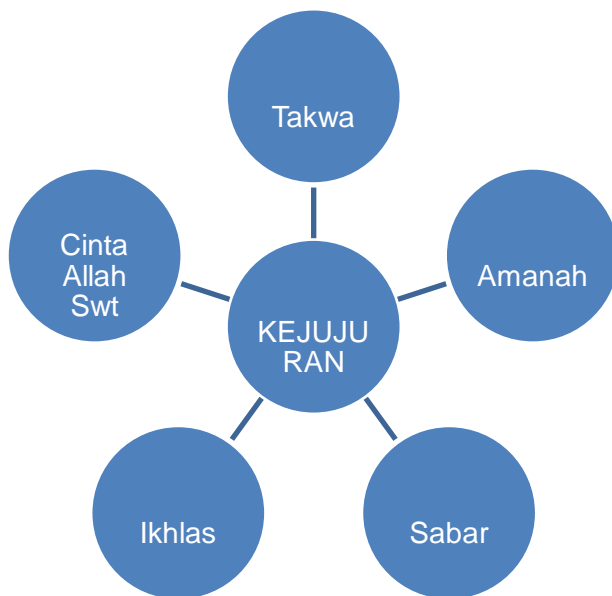 Takwa
Cinta
Allah
Swt
Amanah
KEJUJU
RAN
Ikhlas
Sabar